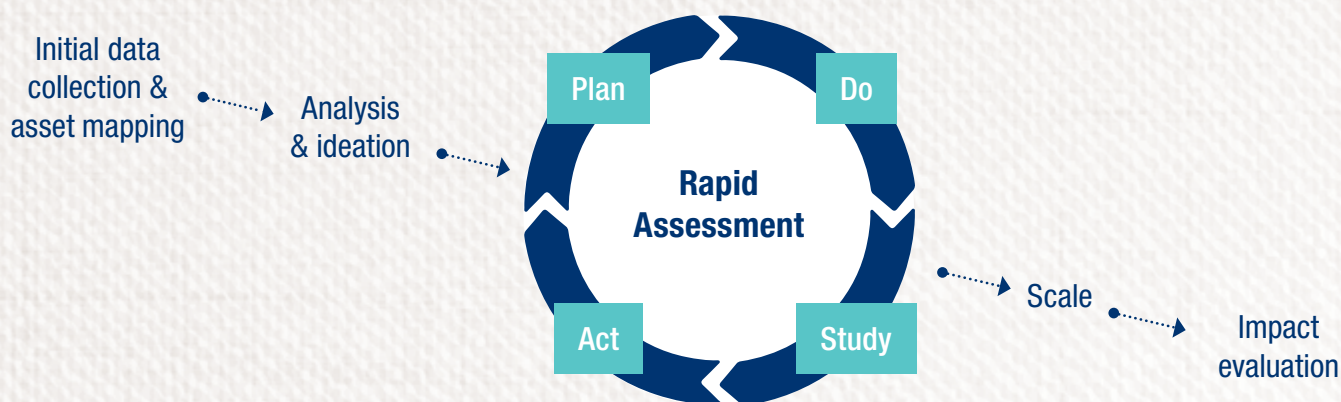 Initial data
collection &
asset mapping
Analysis
& ideation
Plan
Do
Rapid
Assessment
Act
Study
Scale
Impact
evaluation